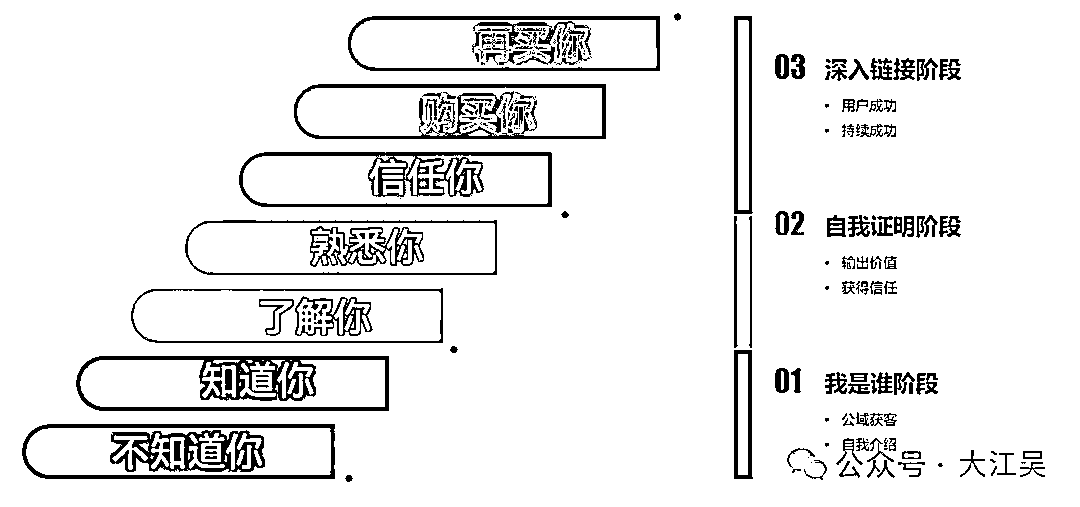 再买你
购买你
信任你
熟悉你
了解你
知道你
不知道你
03 深入链接阶段
• 用户成功
• 持续成功
02 自我证明阶段
• 输出价值
• 获得信任
01 我是谁阶段
• 公域获客
• 自我介绍
公众号·大江吴